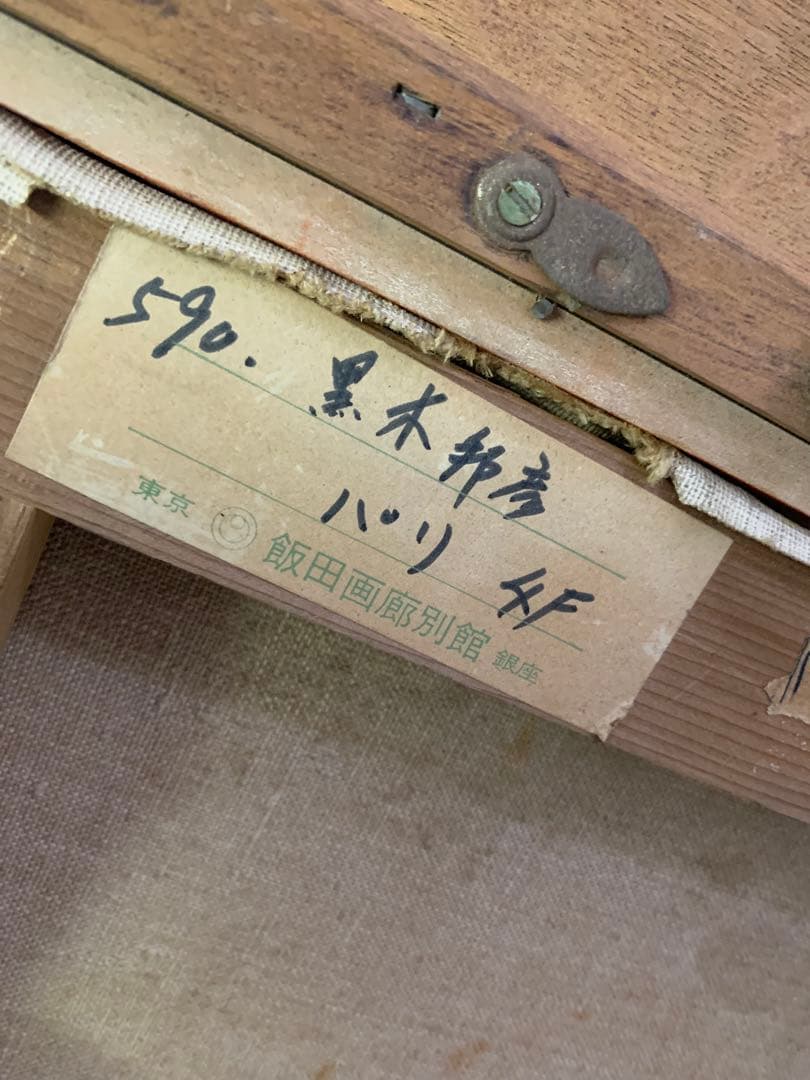 590. 黒木邦彦
パリ 4F
東京 飯田画廊別館 銀座